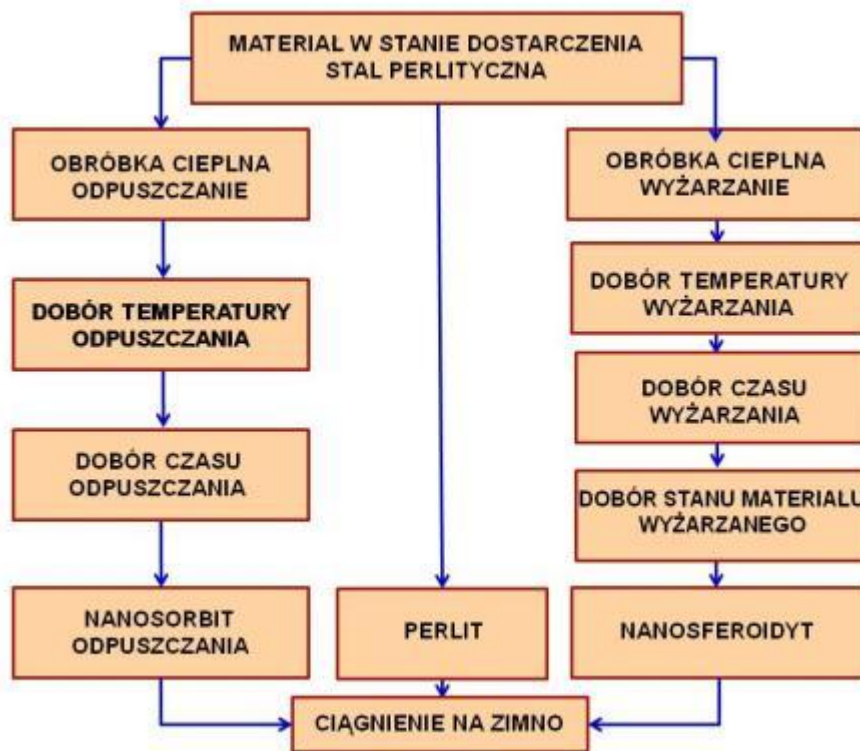 MATERIAŁ W STANIE DOSTARCZENIA
STAL PERLITYCZNA
OBRÓBKA CIEPLNA
ODPUSZCZANIE
OBRÓBKA CIEPLNA
WYŻARZANIE
DOBÓR TEMPERATURY
ODPUSZCZANIA
DOBÓR TEMPERATURY
WYŻARZANIA
DOBÓR CZASU
WYŻARZANIA
DOBÓR CZASU
ODPUSZCZANIA
DOBÓR STANU MATERIAŁU
WYŻARZANEGO
NANOSORBIT
ODPUSZCZANIA
PERLIT
NANOSFEROIDYT
CIĄGNIENIE NA ZIMNO